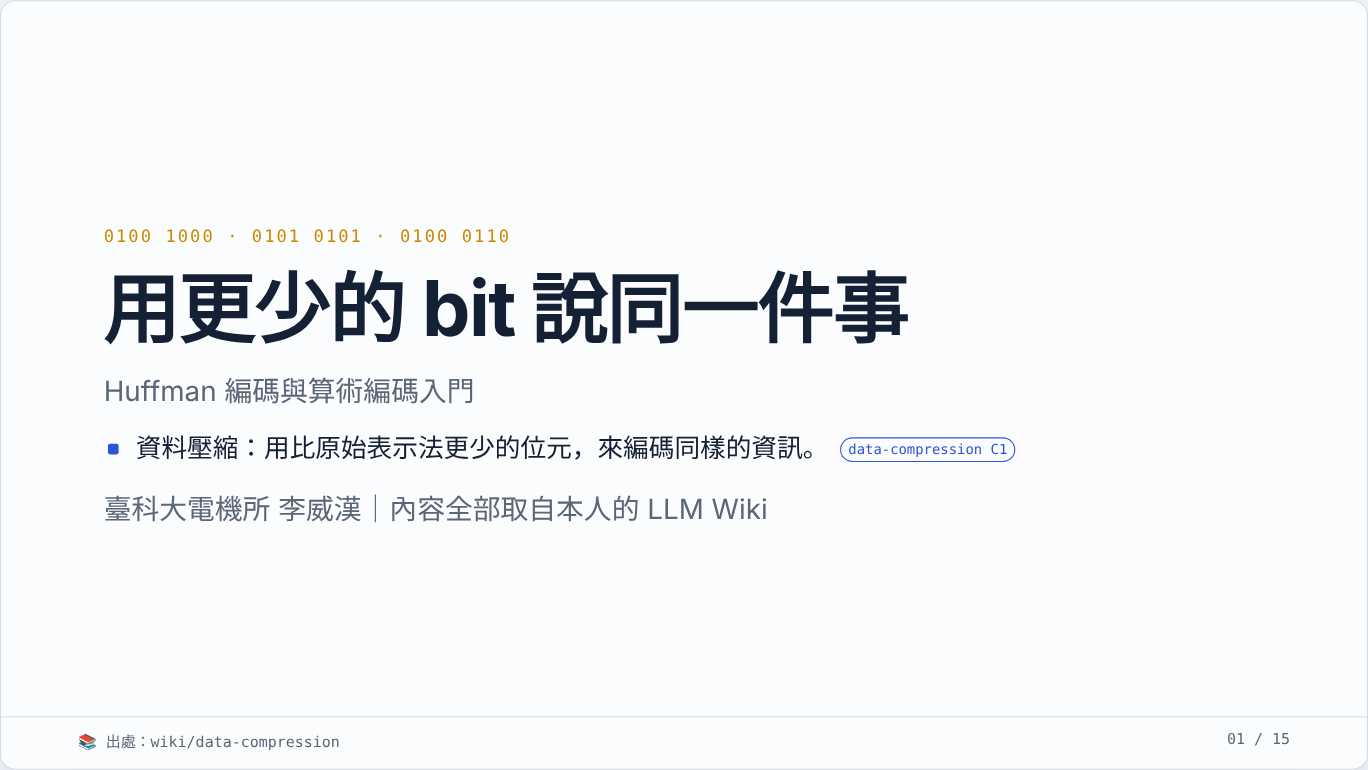 0100 1000 · 0101 0101 · 0100 0110
用更少的 bit 說同一件事
Huffman 編碼與算術編碼入門
資料壓縮：用比原始表示法更少的位元，來編碼同樣的資訊。 data-compression C1
臺科大電機所 李威漢｜內容全部取自本人的 LLM Wiki
📚 出處：wiki/data-compression
01 / 15